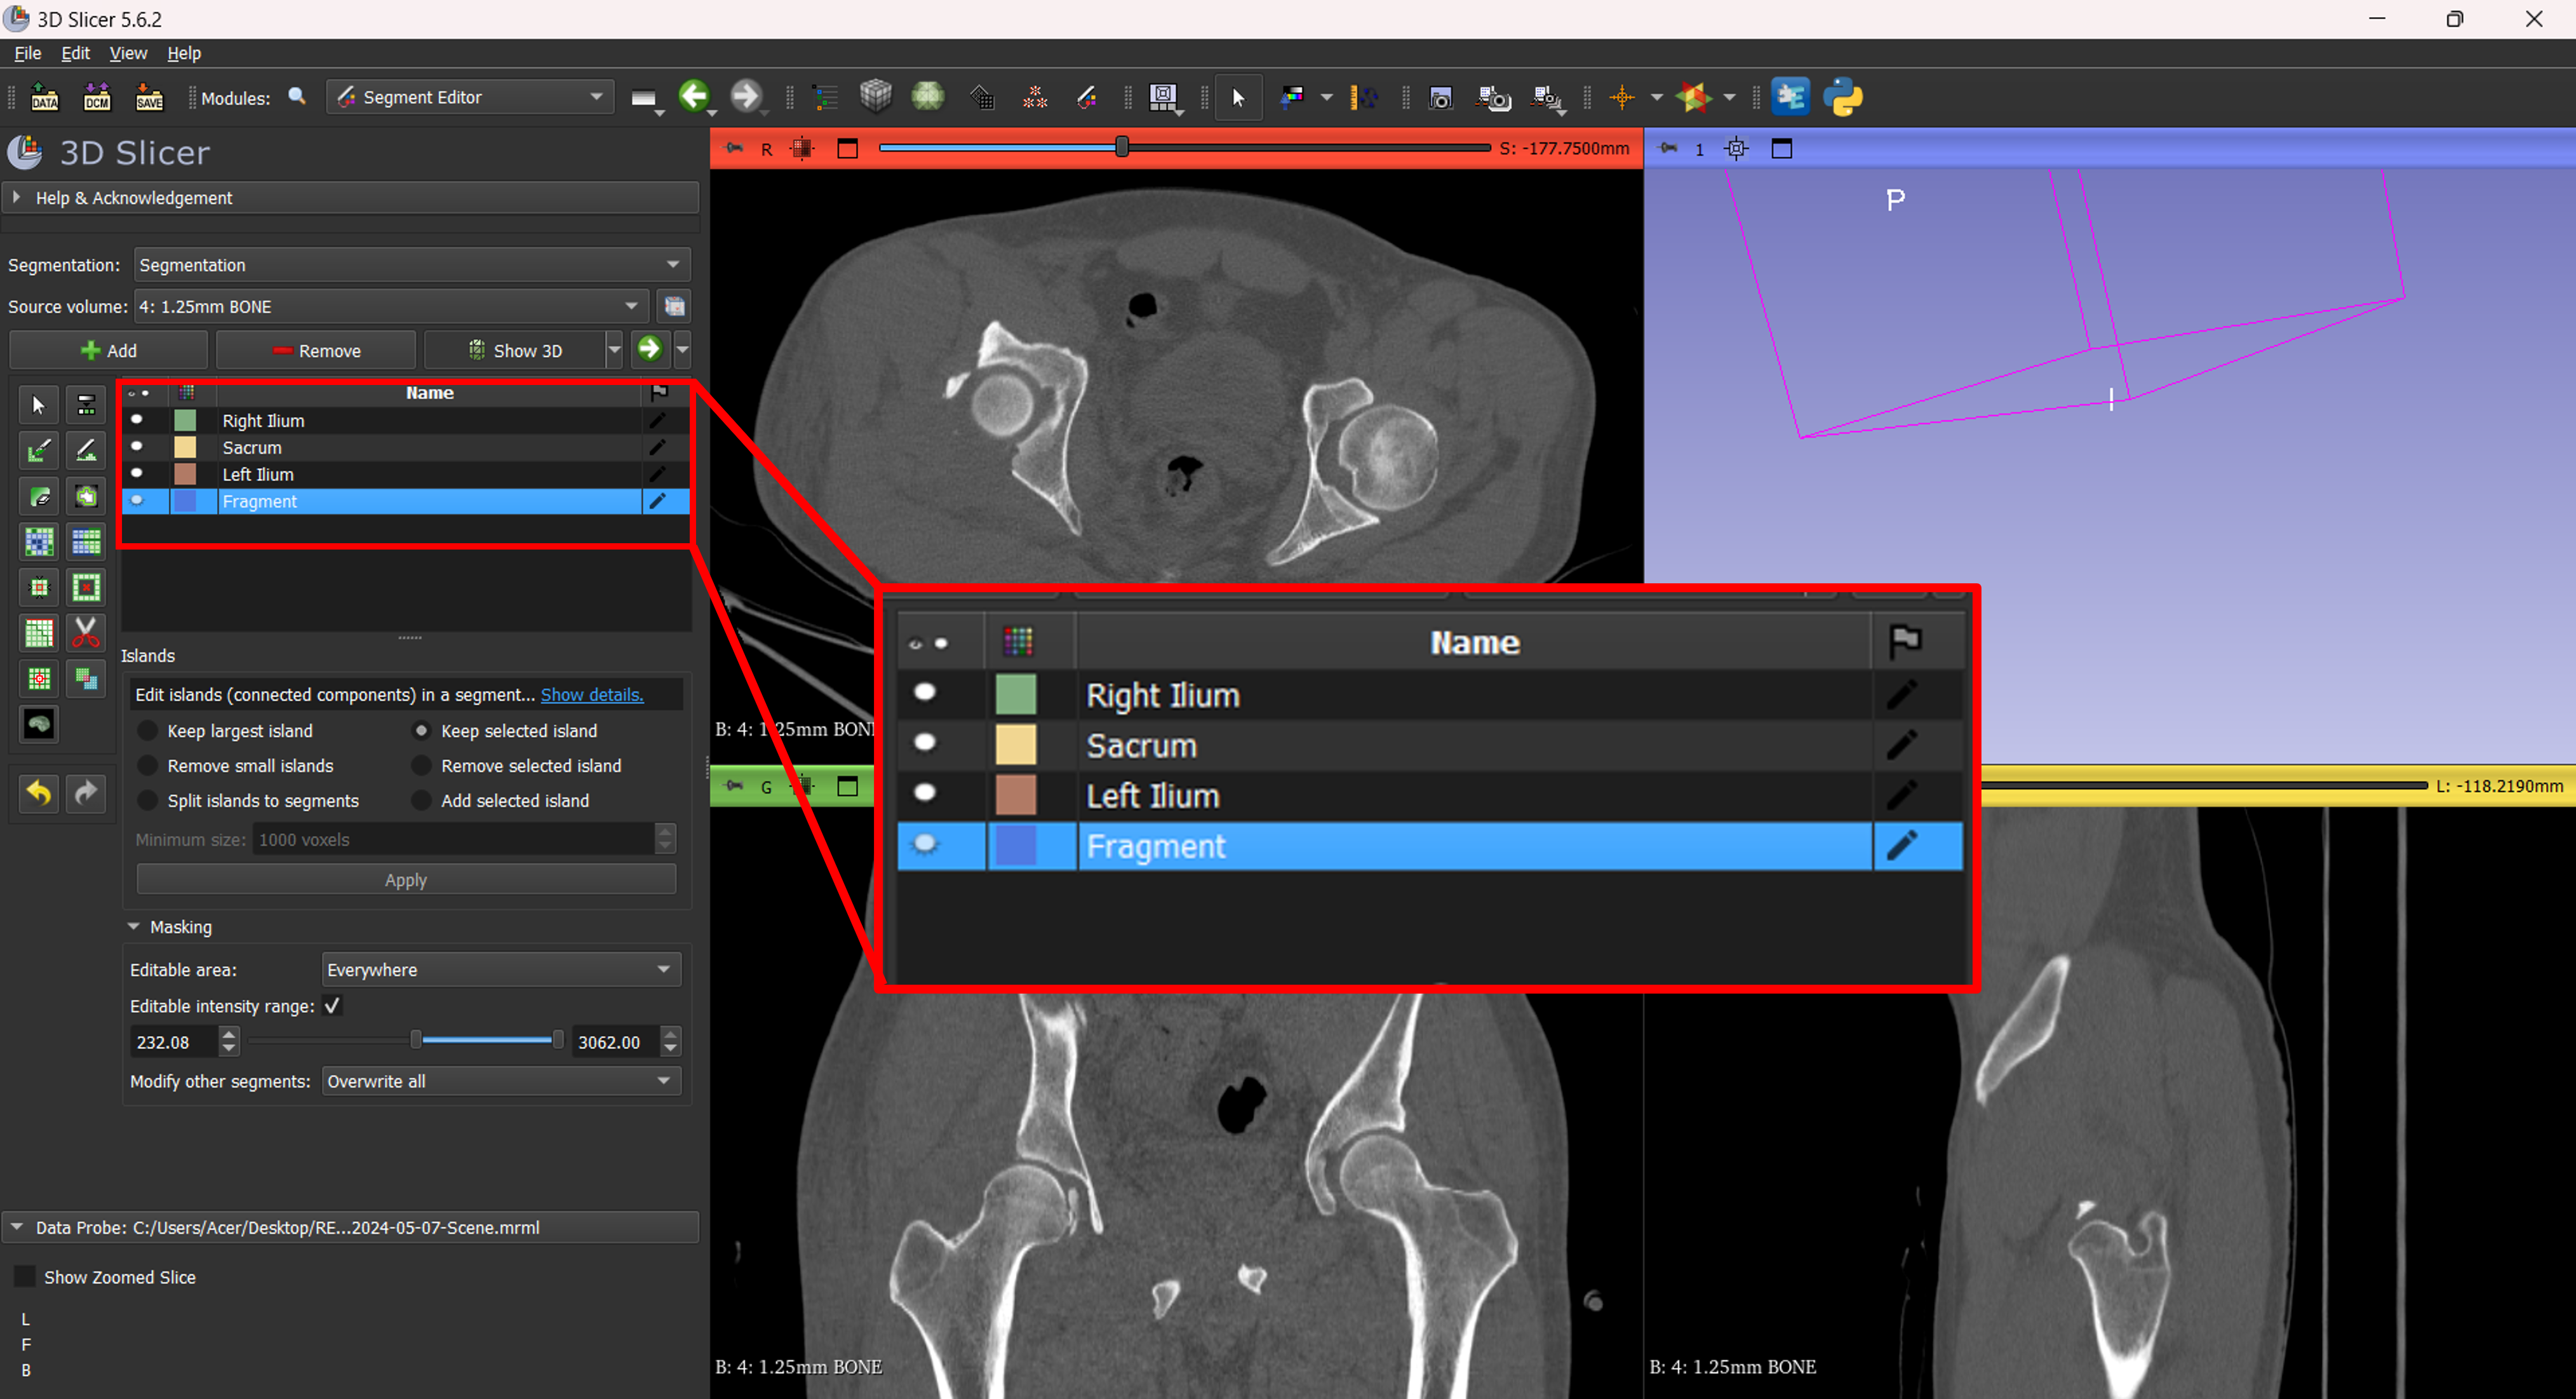 3D Slicer 5.6.2
File Edit View Help
DATA DCM SAVE Modules: Segment Editor
3D Slicer
Help & Acknowledgement
Segmentation: Segmentation
Source volume: 4: 1.25mm BONE
Add Remove Show 3D
Name
Right Ilium
Sacrum
Left Ilium
Fragment
Islands
Edit islands (connected components) in a segment... Show details.
Keep largest island Keep selected island
Remove small islands Remove selected island
Split islands to segments Add selected island
Minimum size: 1000 voxels
Apply
Masking
Editable area: Everywhere
Editable intensity range:
232.08 3062.00
Modify other segments: Overwrite all
Data Probe: C:/Users/Acer/Desktop/RE...2024-05-07-Scene.mrml
Show Zoomed Slice
L
F
B
R S: -177.7500mm
B: 4: 1.25mm BONE
1
P
I
Name
Right Ilium
Sacrum
Left Ilium
Fragment
G
B: 4: 1.25mm BONE
L: -118.2190mm
B: 4: 1.25mm BONE